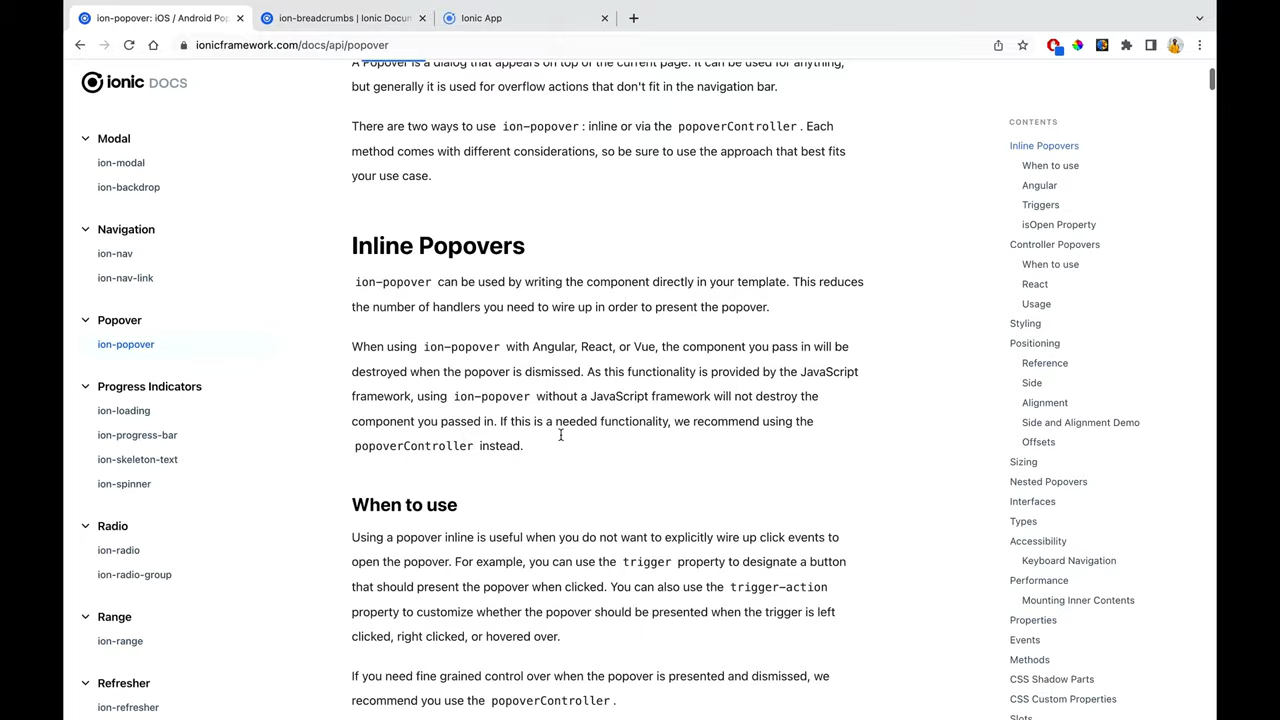 ion-popover: iOS / Android Pop
ion-breadcrumbs | Ionic Docum
Ionic App
ionicframework.com/docs/api/popover
ionic DOCS
Modal
ion-modal
ion-backdrop
Navigation
ion-nav
ion-nav-link
Popover
ion-popover
Progress Indicators
ion-loading
ion-progress-bar
ion-skeleton-text
ion-spinner
Radio
ion-radio
ion-radio-group
Range
ion-range
Refresher
ion-refresher
A Popover is a dialog that appears on top of the current page. It can be used for anything,
but generally it is used for overflow actions that don't fit in the navigation bar.
There are two ways to use ion-popover : inline or via the popoverController . Each
method comes with different considerations, so be sure to use the approach that best fits
your use case.
Inline Popovers
ion-popover can be used by writing the component directly in your template. This reduces
the number of handlers you need to wire up in order to present the popover.
When using ion-popover with Angular, React, or Vue, the component you pass in will be
destroyed when the popover is dismissed. As this functionality is provided by the JavaScript
framework, using ion-popover without a JavaScript framework will not destroy the
component you passed in. If this is a needed functionality, we recommend using the
popoverController instead.
When to use
Using a popover inline is useful when you do not want to explicitly wire up click events to
open the popover. For example, you can use the trigger property to designate a button
that should present the popover when clicked. You can also use the trigger-action
property to customize whether the popover should be presented when the trigger is left
clicked, right clicked, or hovered over.
If you need fine grained control over when the popover is presented and dismissed, we
recommend you use the popoverController .
CONTENTS
Inline Popovers
When to use
Angular
Triggers
isOpen Property
Controller Popovers
When to use
React
Usage
Styling
Positioning
Reference
Side
Alignment
Side and Alignment Demo
Offsets
Sizing
Nested Popovers
Interfaces
Types
Accessibility
Keyboard Navigation
Performance
Mounting Inner Contents
Properties
Events
Methods
CSS Shadow Parts
CSS Custom Properties
Slots